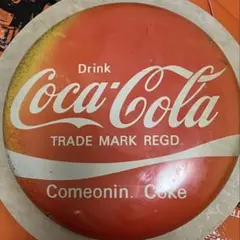 Drink
Coca-Cola
TRADE MARK REGD
Comeonin. Coke